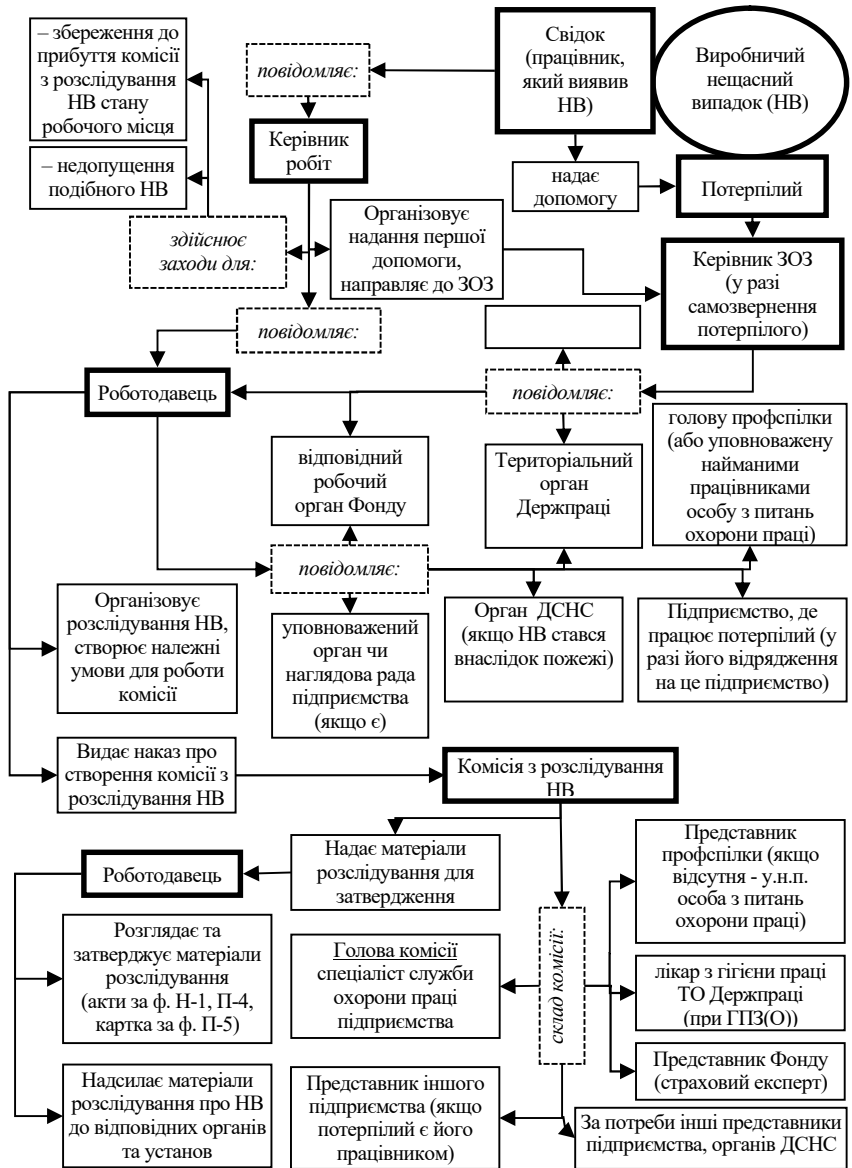 – збереження до
прибуття комісії
з розслідування
НВ стану
робочого місця
– недопущення
подібного НВ
повідомляє:
Свідок
(працівник,
який виявив
НВ)
Виробничий
нещасний
випадок (НВ)
Керівник
робіт
надає
допомогу
Потерпілий
здійснює
заходи для:
Організовує
надання першої
допомоги,
направляє до ЗОЗ
Керівник ЗОЗ
(у разі
самозвернення
потерпілого)
повідомляє:
Роботодавець
повідомляє:
відповідний
робочий
орган Фонду
Територіальний
орган
Держпраці
голову профспілки
(або уповноважену
найманими
працівниками
особу з питань
охорони праці)
повідомляє:
Організовує
розслідування НВ,
створює належні
умови для роботи
комісії
уповноважений
орган чи
наглядова рада
підприємства
(якщо є)
Орган ДСНС
(якщо НВ стався
внаслідок пожежі)
Підприємство, де
працює потерпілий (у
разі його відрядження
на це підприємство)
Видає наказ про
створення комісії з
розслідування НВ
Комісія з розслідування
НВ
Роботодавець
Надає матеріали
розслідування для
затвердження
Представник
профспілки (якщо
відсутня - у.н.п.
особа з питань
охорони праці)
Розглядає та
затверджує матеріали
розслідування
(акти за ф. Н-1, П-4,
картка за ф. П-5)
Голова комісії
спеціаліст служби
охорони праці
підприємства
склад комісії:
лікар з гігієни праці
ТО Держпраці
(при ГПЗ(О))
Представник Фонду
(страховий експерт)
Надсилає матеріали
розслідування про НВ
до відповідних органів
та установ
Представник іншого
підприємства (якщо
потерпілий є його
працівником)
За потреби інші представники
підприємства, органів ДСНС